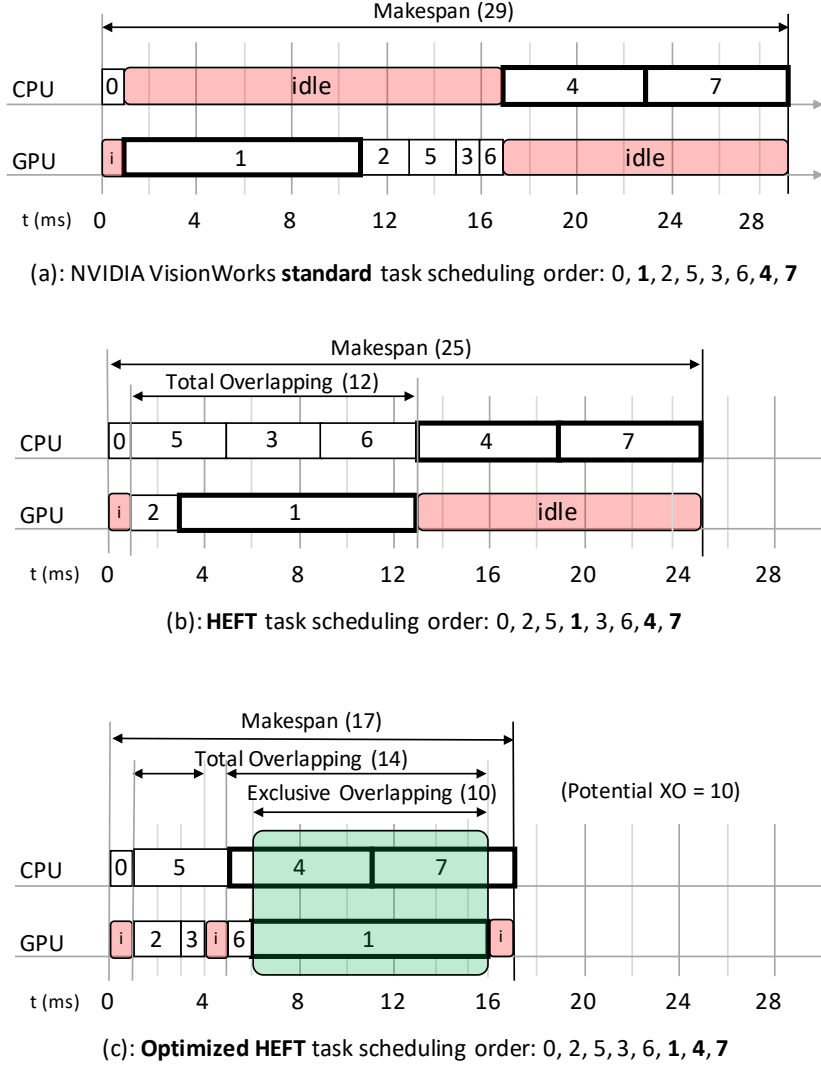 Makespan (29)
CPU 0 idle 4 7
GPU i 1 2 5 3 6 idle
t (ms) 0 4 8 12 16 20 24 28
(a): NVIDIA VisionWorks standard task scheduling order: 0, 1, 2, 5, 3, 6, 4, 7
Makespan (25)
Total Overlapping (12)
CPU 0 5 3 6 4 7
GPU i 2 1 idle
t (ms) 0 4 8 12 16 20 24 28
(b): HEFT task scheduling order: 0, 2, 5, 1, 3, 6, 4, 7
Makespan (17)
Total Overlapping (14)
Exclusive Overlapping (10) (Potential XO = 10)
CPU 0 5 4 7
GPU i 2 3 i 6 1 i
t (ms) 0 4 8 12 16 20 24 28
(c): Optimized HEFT task scheduling order: 0, 2, 5, 3, 6, 1, 4, 7